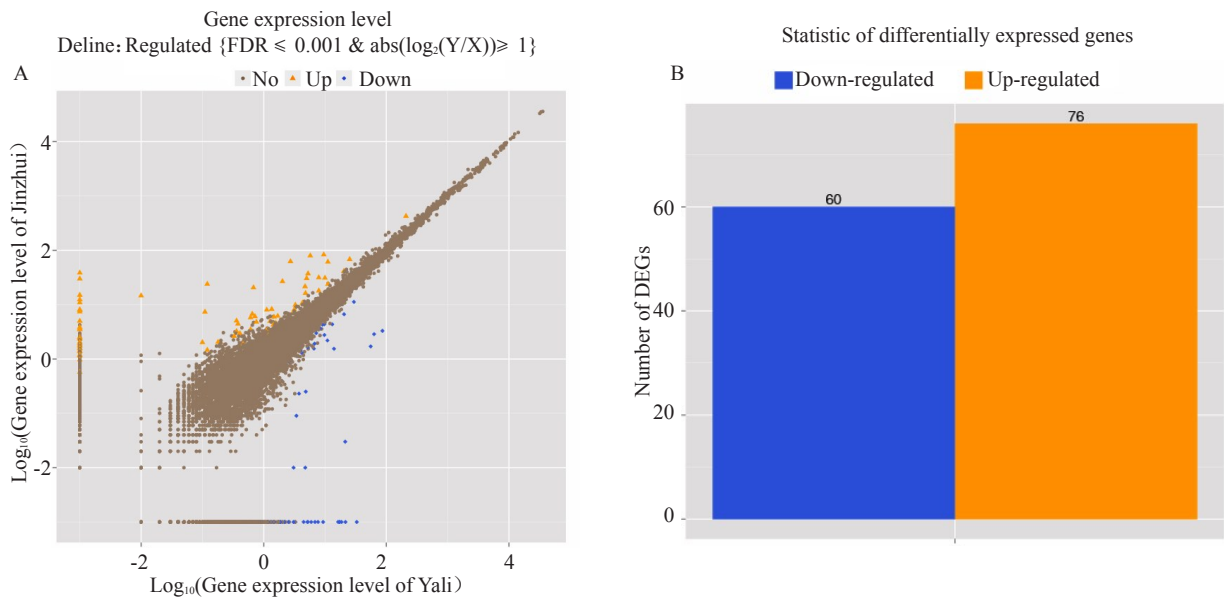 Gene expression level
Deline: Regulated {FDR ≤ 0.001 & abs(log₂(Y/X)) ≥ 1}
A
No Up Down
Log₁₀(Gene expression level of Jinzhui)
4
2
0
-2
-2 0 2 4
Log₁₀(Gene expression level of Yali)
Statistic of differentially expressed genes
B
Down-regulated Up-regulated
Number of DEGs
76
60
60
40
20
0